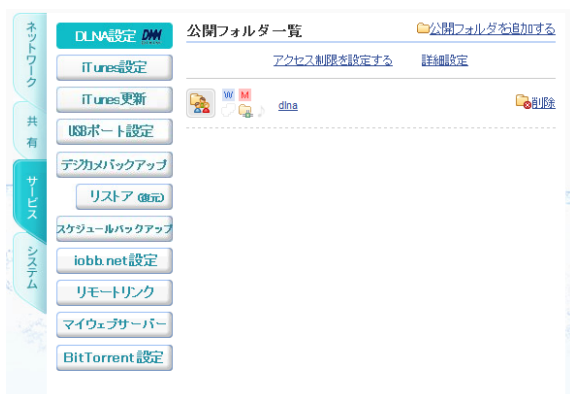 ネットワーク
共有
サービス
システム
DLNA設定 DMM
iTunes設定
iTunes更新
USBポート設定
デジカメバックアップ
リストア(復元)
スケジュールバックアップ
iobb.net設定
リモートリンク
マイウェブサーバー
BitTorrent設定
公開フォルダ一覧 公開フォルダを追加する
アクセス制限を設定する 詳細設定
W M
dlna 削除